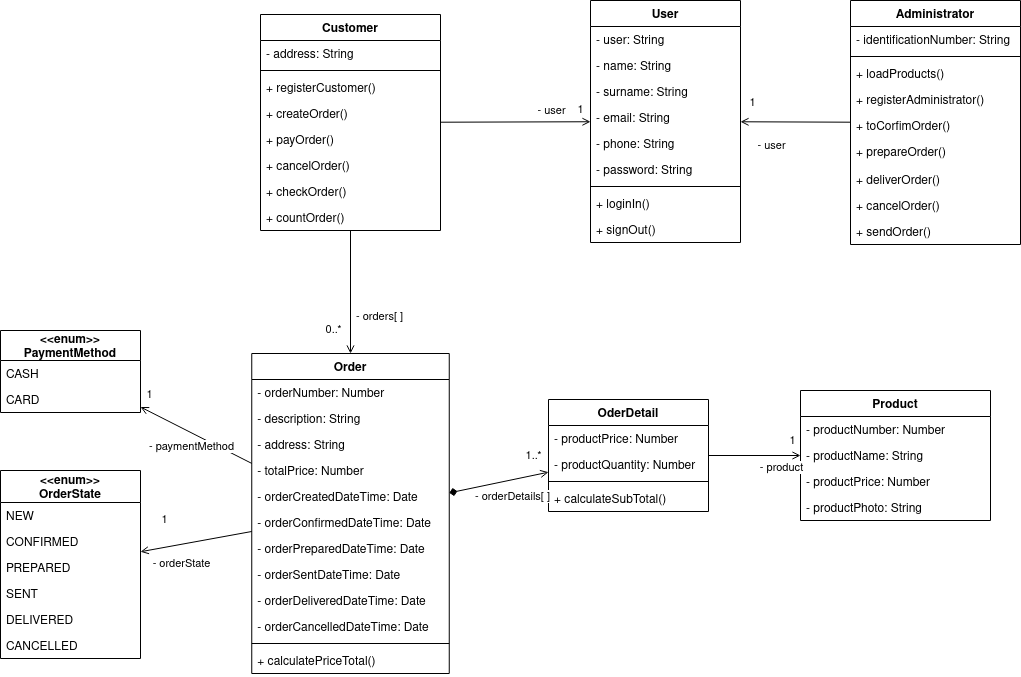 Customer
- address: String
+ registerCustomer()
+ createOrder()
+ payOrder()
+ cancelOrder()
+ checkOrder()
+ countOrder()
- user
1
User
- user: String
- name: String
- surname: String
- email: String
- phone: String
- password: String
+ loginIn()
+ signOut()
1
- user
Administrator
- identificationNumber: String
+ loadProducts()
+ registerAdministrator()
+ toCorfimOrder()
+ prepareOrder()
+ deliverOrder()
+ cancelOrder()
+ sendOrder()
- orders[ ]
0..*
<<enum>>
PaymentMethod
CASH
CARD
1
- paymentMethod
<<enum>>
OrderState
NEW
CONFIRMED
PREPARED
SENT
DELIVERED
CANCELLED
1
- orderState
Order
- orderNumber: Number
- description: String
- address: String
- totalPrice: Number
- orderCreatedDateTime: Date
- orderConfirmedDateTime: Date
- orderPreparedDateTime: Date
- orderSentDateTime: Date
- orderDeliveredDateTime: Date
- orderCancelledDateTime: Date
+ calculatePriceTotal()
1..*
- orderDetails[ ]
OderDetail
- productPrice: Number
- productQuantity: Number
+ calculateSubTotal()
1
- product
Product
- productNumber: Number
- productName: String
- productPrice: Number
- productPhoto: String